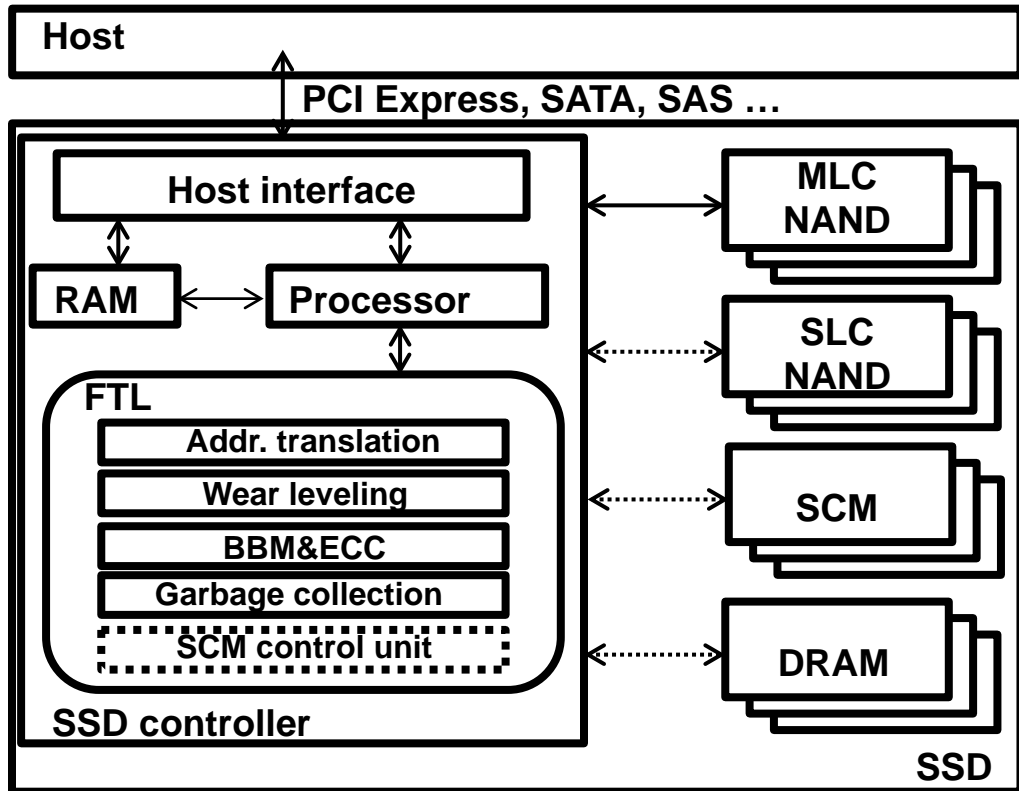 Host
PCI Express, SATA, SAS …
Host interface
RAM
Processor
FTL
Addr. translation
Wear leveling
BBM&ECC
Garbage collection
SCM control unit
SSD controller
MLC
NAND
SLC
NAND
SCM
DRAM
SSD